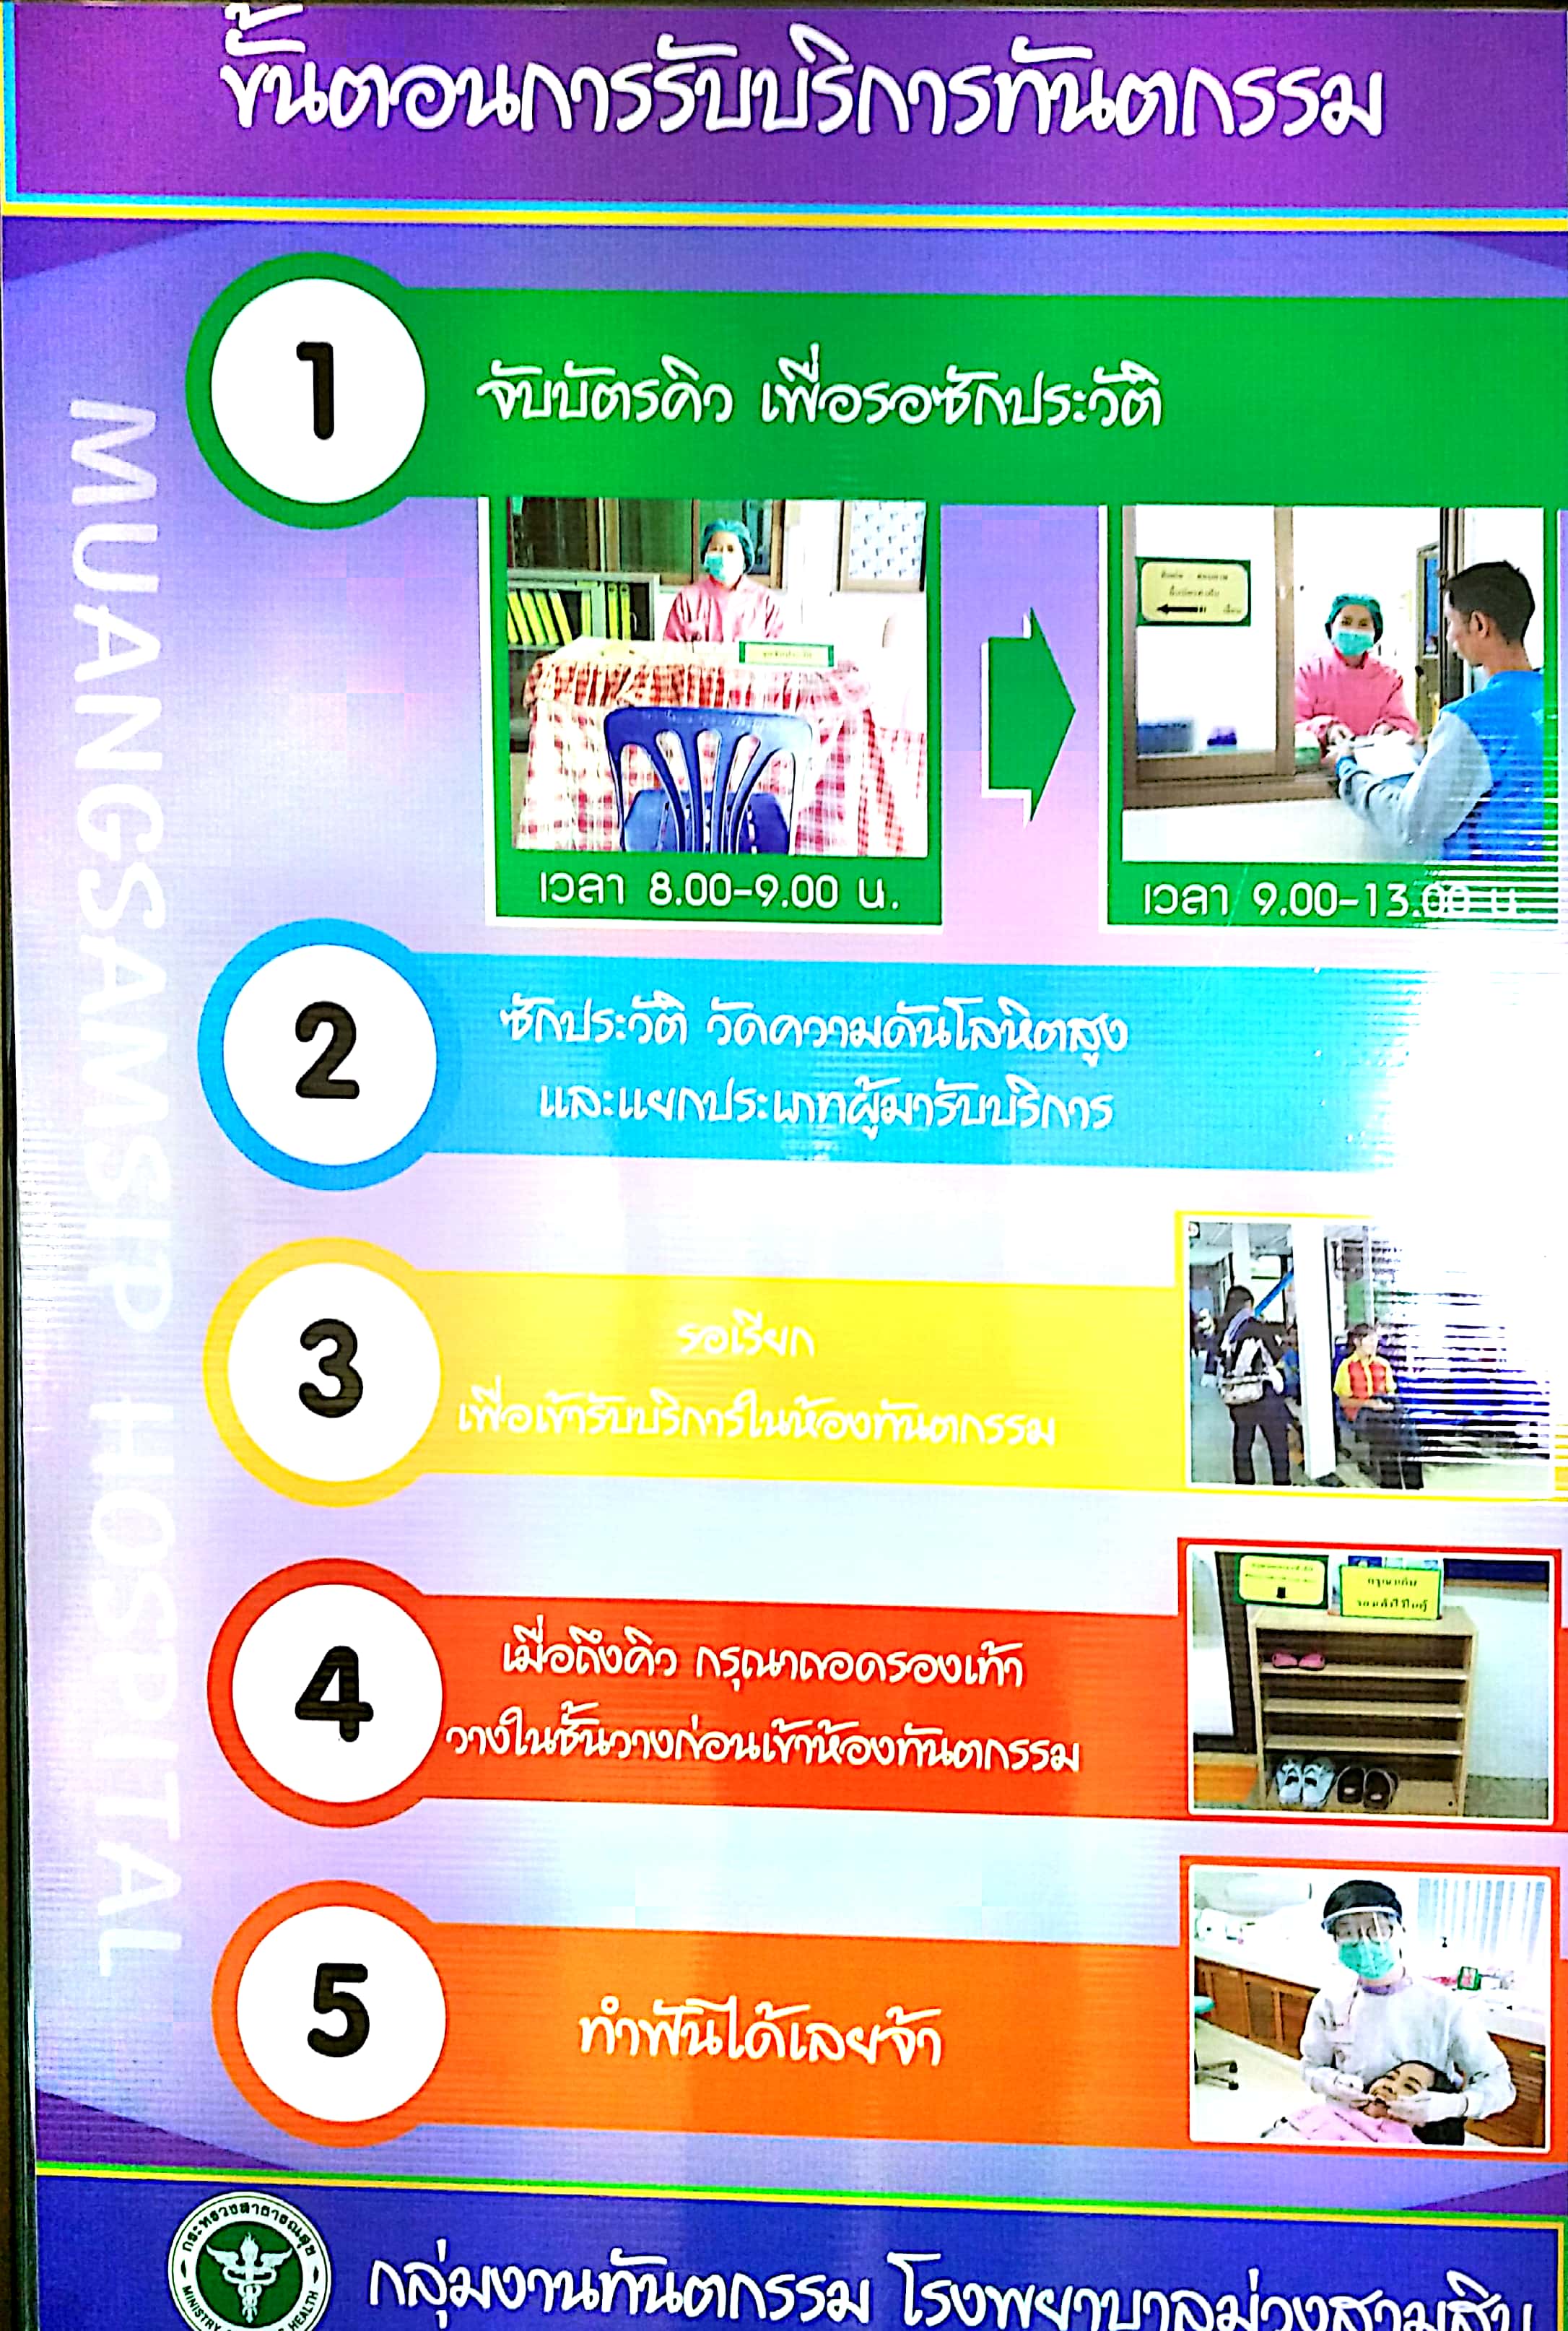 ขั้นตอนการรับบริการทันตกรรม
1
จับบัตรคิว เพื่อรอซักประวัติ
เวลา 8.00-9.00 น.
เวลา 9.00-13.00 น.
2
ซักประวัติ วัดความดันโลหิตสูง
และแยกประเภทผู้มารับบริการ
3
รอเรียก
เพื่อเข้ารับบริการในห้องทันตกรรม
4
เมื่อถึงคิว กรุณาถอดรองเท้า
วางในชั้นวางก่อนเข้าห้องทันตกรรม
5
ทำฟันได้เลยจ้า
MUANGSAMSIP HOSPITAL
กระทรวงสาธารณสุข
กลุ่มงานทันตกรรม โรงพยาบาลม่วงสามสิบ